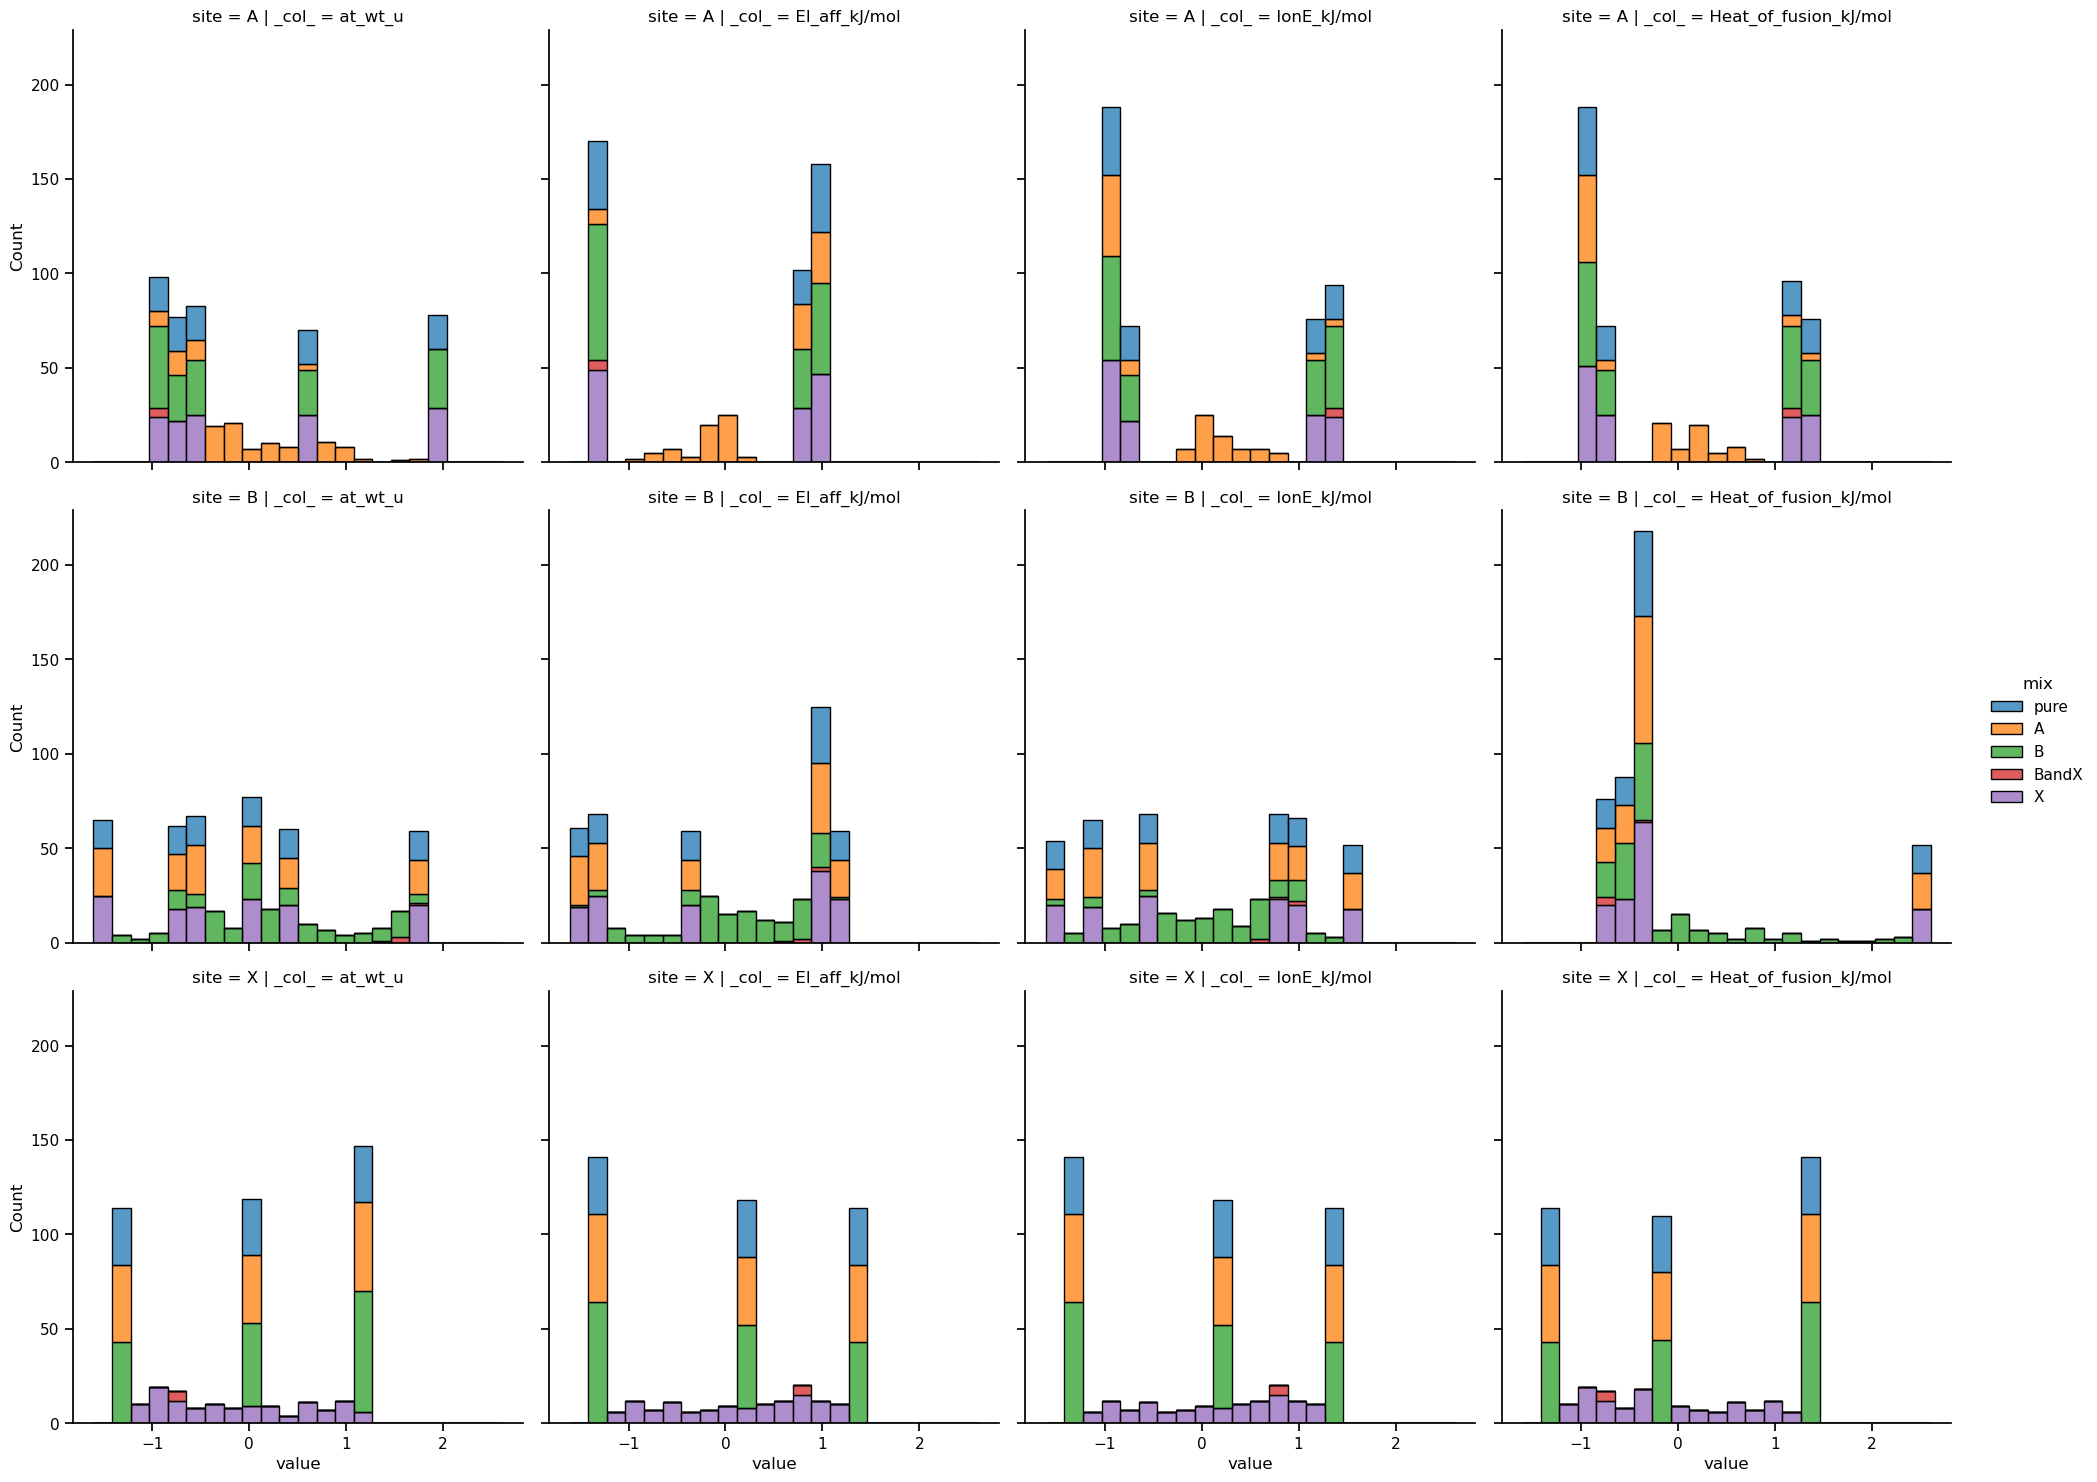 site = A | _col_ = at_wt_u
site = A | _col_ = El_aff_kJ/mol
site = A | _col_ = IonE_kJ/mol
site = A | _col_ = Heat_of_fusion_kJ/mol
200
150
100
50
0
Count
site = B | _col_ = at_wt_u
site = B | _col_ = El_aff_kJ/mol
site = B | _col_ = IonE_kJ/mol
site = B | _col_ = Heat_of_fusion_kJ/mol
200
150
100
50
0
Count
mix
pure
A
B
BandX
X
site = X | _col_ = at_wt_u
site = X | _col_ = El_aff_kJ/mol
site = X | _col_ = IonE_kJ/mol
site = X | _col_ = Heat_of_fusion_kJ/mol
200
150
100
50
0
Count
−1 0 1 2
−1 0 1 2
−1 0 1 2
−1 0 1 2
value
value
value
value